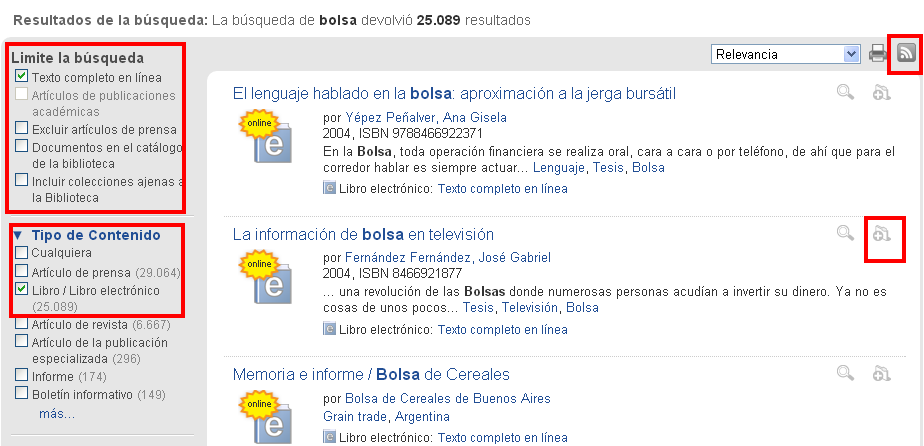 Resultados de la búsqueda: La búsqueda de bolsa devolvió 25.089 resultados
Limite la búsqueda
Texto completo en línea
Artículos de publicaciones
académicas
Excluir artículos de prensa
Documentos en el catálogo
de la biblioteca
Incluir colecciones ajenas a
la Biblioteca
Tipo de Contenido
Cualquiera
Artículo de prensa (29.064)
Libro / Libro electrónico
(25.089)
Artículo de revista (6.667)
Artículo de la publicación
especializada (296)
Informe (174)
Boletín informativo (149)
más...
Relevancia
El lenguaje hablado en la bolsa: aproximación a la jerga bursátil
online
e
por Yépez Peñalver, Ana Gisela
2004, ISBN 9788466922371
En la Bolsa, toda operación financiera se realiza oral, cara a cara o por teléfono, de ahí que para el
corredor hablar es siempre actuar... Lenguaje, Tesis, Bolsa
e Libro electrónico: Texto completo en línea
La información de bolsa en televisión
online
e
por Fernández Fernández, José Gabriel
2004, ISBN 8466921877
... una revolución de las Bolsas donde numerosas personas acudían a invertir su dinero. Ya no es
cosas de unos pocos... Tesis, Televisión, Bolsa
e Libro electrónico: Texto completo en línea
Memoria e informe / Bolsa de Cereales
online
e
por Bolsa de Cereales de Buenos Aires
Grain trade, Argentina
e Libro electrónico: Texto completo en línea